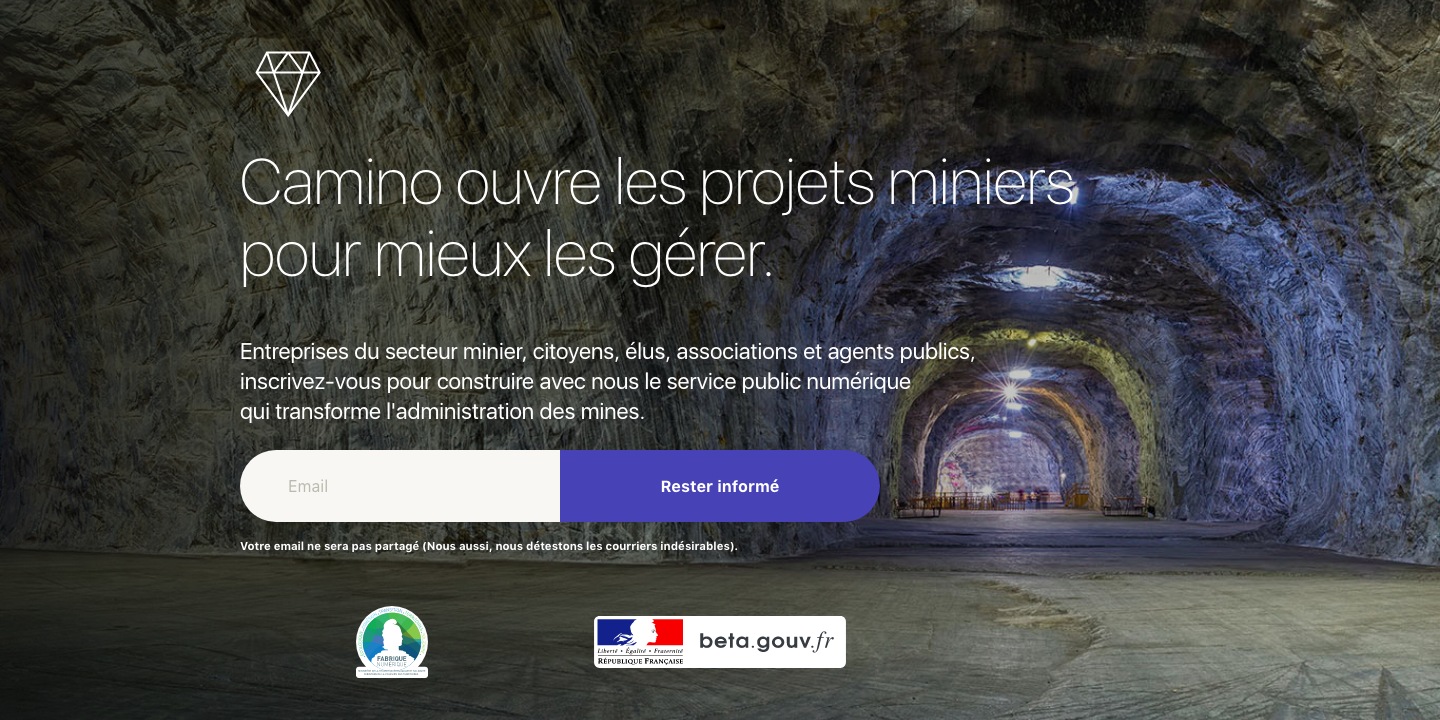 Camino ouvre les projets miniers
pour mieux les gérer.
Entreprises du secteur minier, citoyens, élus, associations et agents publics,
inscrivez-vous pour construire avec nous le service public numérique
qui transforme l'administration des mines.
Email
Rester informé
Votre email ne sera pas partagé (Nous aussi, nous détestons les courriers indésirables).
FABRIQUE
NUMÉRIQUE
Liberté • Égalité • Fraternité
RÉPUBLIQUE FRANÇAISE
beta.gouv.fr